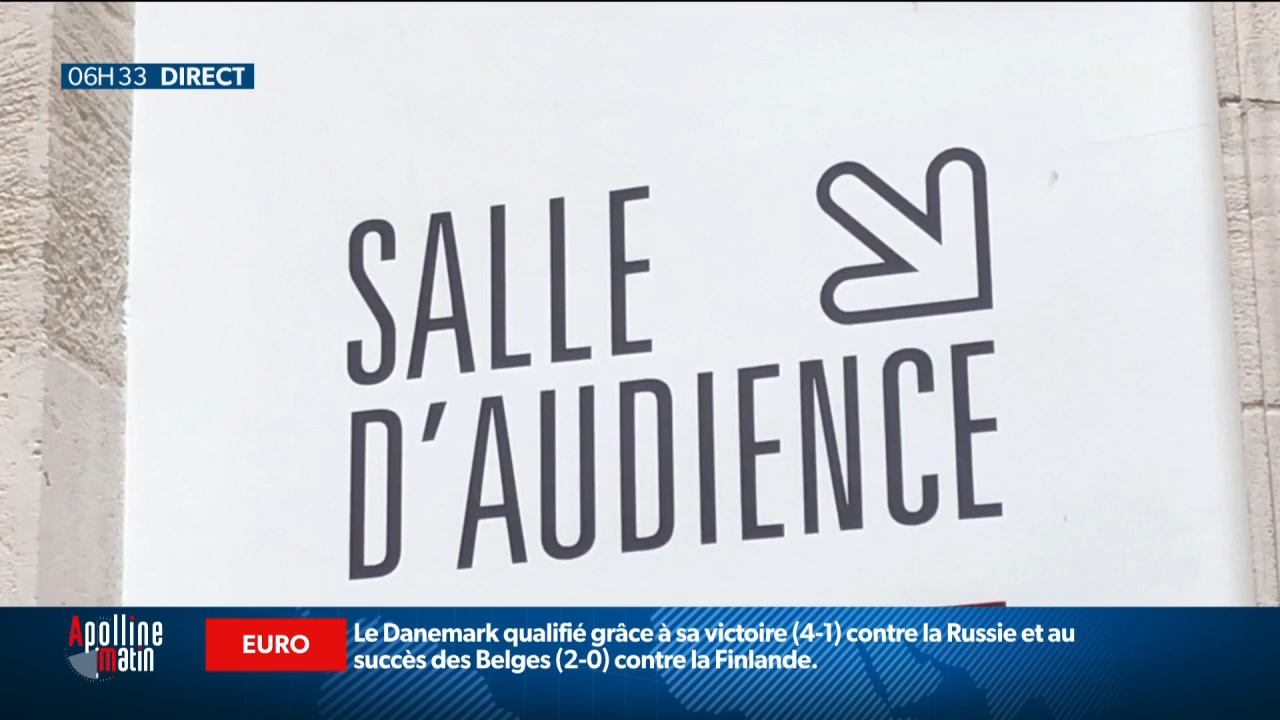 06H33 DIRECT
SALLE
D'AUDIENCE
Apolline
Matin
EURO
Le Danemark qualifié grâce à sa victoire (4-1) contre la Russie et au
succès des Belges (2-0) contre la Finlande.